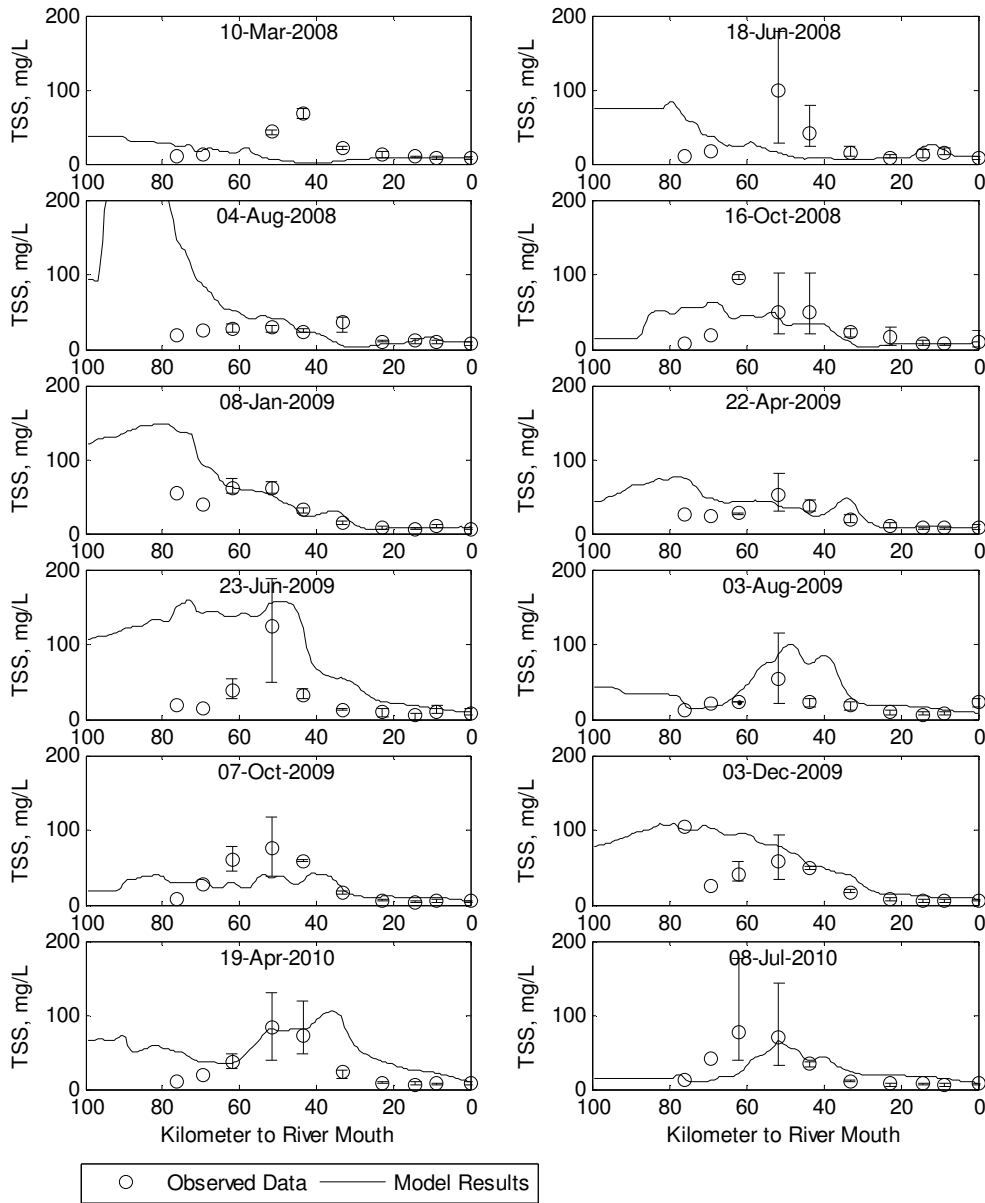 200 10-Mar-2008 200 18-Jun-2008
TSS, mg/L 100 TSS, mg/L 100
0 0
100 80 60 40 20 0 100 80 60 40 20 0
200 04-Aug-2008 200 16-Oct-2008
TSS, mg/L 100 TSS, mg/L 100
0 0
100 80 60 40 20 0 100 80 60 40 20 0
200 08-Jan-2009 200 22-Apr-2009
TSS, mg/L 100 TSS, mg/L 100
0 0
100 80 60 40 20 0 100 80 60 40 20 0
200 23-Jun-2009 200 03-Aug-2009
TSS, mg/L 100 TSS, mg/L 100
0 0
100 80 60 40 20 0 100 80 60 40 20 0
200 07-Oct-2009 200 03-Dec-2009
TSS, mg/L 100 TSS, mg/L 100
0 0
100 80 60 40 20 0 100 80 60 40 20 0
200 19-Apr-2010 200 08-Jul-2010
TSS, mg/L 100 TSS, mg/L 100
0 0
100 80 60 40 20 0 100 80 60 40 20 0
Kilometer to River Mouth Kilometer to River Mouth
Observed Data Model Results